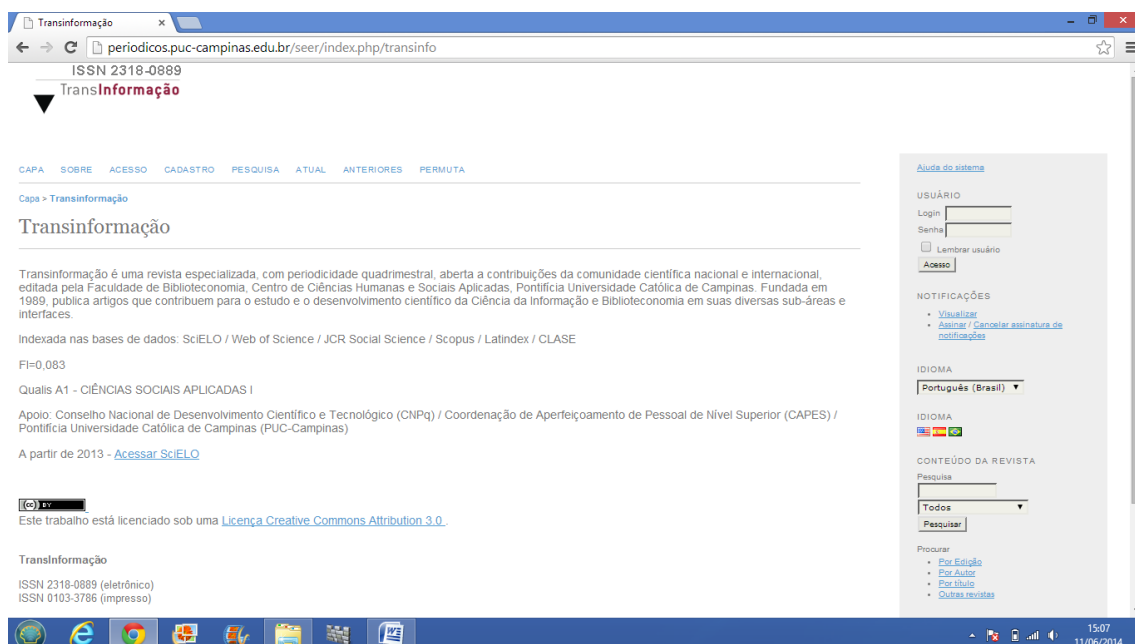 Transinformação
periodicos.puc-campinas.edu.br/seer/index.php/transinfo
ISSN 2318-0889
TransInformação
CAPA SOBRE ACESSO CADASTRO PESQUISA ATUAL ANTERIORES PERMUTA
Capa > Transinformação
Transinformação
Transinformação é uma revista especializada, com periodicidade quadrimestral, aberta a contribuições da comunidade científica nacional e internacional,
editada pela Faculdade de Biblioteconomia, Centro de Ciências Humanas e Sociais Aplicadas, Pontifícia Universidade Católica de Campinas. Fundada em
1989, publica artigos que contribuem para o estudo e o desenvolvimento científico da Ciência da Informação e Biblioteconomia em suas diversas sub-áreas e
interfaces.
Indexada nas bases de dados: SciELO / Web of Science / JCR Social Science / Scopus / Latindex / CLASE
FI=0,083
Qualis A1 - CIÊNCIAS SOCIAIS APLICADAS I
Apoio: Conselho Nacional de Desenvolvimento Científico e Tecnológico (CNPq) / Coordenação de Aperfeiçoamento de Pessoal de Nível Superior (CAPES) /
Pontifícia Universidade Católica de Campinas (PUC-Campinas)
A partir de 2013 - Acessar SciELO
(cc) BY
Este trabalho está licenciado sob uma Licença Creative Commons Attribution 3.0 .
TransInformação
ISSN 2318-0889 (eletrônico)
ISSN 0103-3786 (impresso)
Ajuda do sistema
USUÁRIO
Login
Senha
Lembrar usuário
Acesso
NOTIFICAÇÕES
Visualizar
Assinar / Cancelar assinatura de
notificações
IDIOMA
Português (Brasil)
IDIOMA
CONTEÚDO DA REVISTA
Pesquisa
Todos
Pesquisar
Procurar
Por Edição
Por Autor
Por título
Outras revistas
15:07
11/06/2014